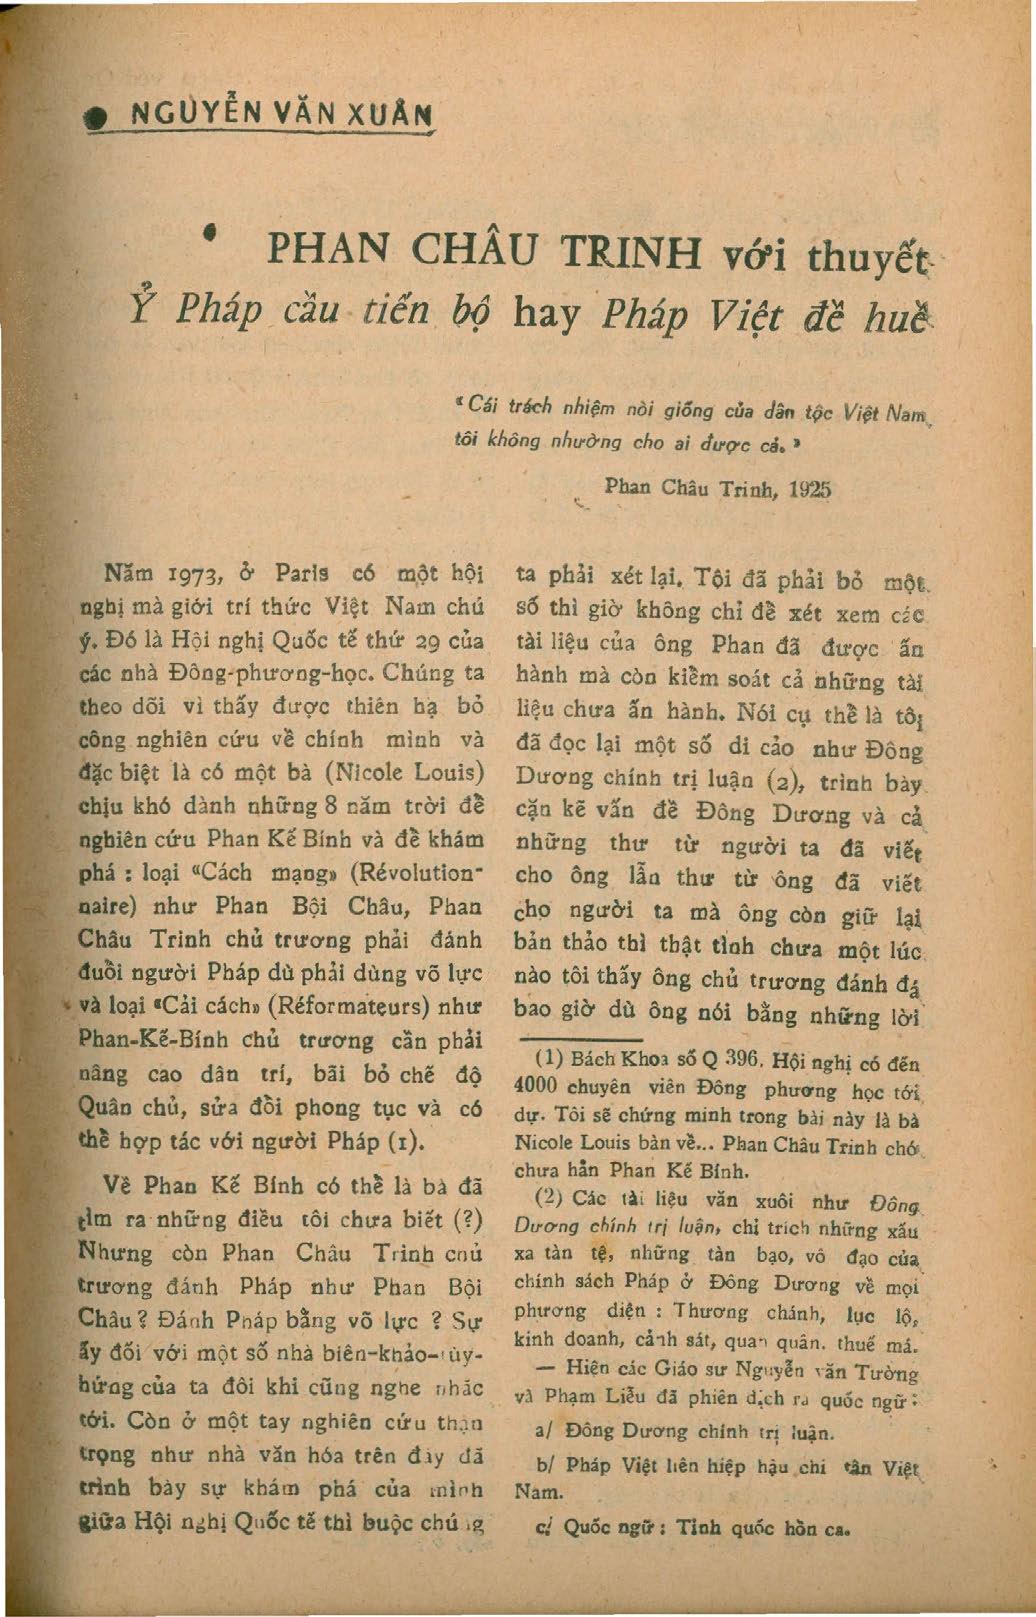 NGUYỄN VĂN XUÂN
PHAN CHÂU TRINH với thuyết
Ỷ Pháp cầu tiến bộ hay Pháp Việt đề huề
«Cái trách nhiệm nòi giống của dân tộc Việt Nam
tôi không nhường cho ai được cả.»
Phan Châu Trinh, 1925
Năm 1973, ở Paris có một hội
nghị mà giới trí thức Việt Nam chú
ý. Đó là Hội nghị Quốc tế thứ 29 của
các nhà Đông-phương-học. Chúng ta
theo dõi vì thấy được thiên hạ bỏ
công nghiên cứu về chính mình và
đặc biệt là có một bà (Nicole Louis)
chịu khó dành những 8 năm trời để
nghiên cứu Phan Kế Bính và để khám
phá : loại «Cách mạng» (Révolution-
naire) như Phan Bội Châu, Phan
Châu Trinh chủ trương phải đánh
đuổi người Pháp dù phải dùng võ lực
và loại «Cải cách» (Réformateurs) như
Phan-Kế-Bính chủ trương cần phải
nâng cao dân trí, bãi bỏ chế độ
Quân chủ, sửa đổi phong tục và có
thể hợp tác với người Pháp (1).
Về Phan Kế Bính có thể là bà đã
tìm ra những điều tôi chưa biết (?)
Nhưng còn Phan Châu Trinh chủ
trương đánh Pháp như Phan Bội
Châu ? Đánh Pháp bằng võ lực ? Sự
ấy đối với một số nhà biên-khảo-tùy-
hứng của ta đôi khi cũng nghe nhắc
tới. Còn ở một tay nghiên cứu thận
trọng như nhà văn hóa trên đây đã
trình bày sự khám phá của mình
giữa Hội nghị Quốc tế thì buộc chúng
ta phải xét lại. Tôi đã phải bỏ một
số thì giờ không chỉ để xét xem các
tài liệu của ông Phan đã được ấn
hành mà còn kiểm soát cả những tài
liệu chưa ấn hành. Nói cụ thể là tôi
đã đọc lại một số di cảo như Đông
Dương chính trị luận (2), trình bày
cặn kẽ vấn đề Đông Dương và cả
những thư từ người ta đã viết
cho ông lẫn thư từ ông đã viết
cho người ta mà ông còn giữ lại
bản thảo thì thật tình chưa một lúc
nào tôi thấy ông chủ trương đánh đá
bao giờ dù ông nói bằng những lời
(1) Bách Khoa số Q 396. Hội nghị có đến
4000 chuyên viên Đông phương học tới
dự. Tôi sẽ chứng minh trong bài này là bà
Nicole Louis bàn về... Phan Châu Trinh chớ
chưa hẳn Phan Kế Bính.
(2) Các tài liệu văn xuôi như Đông
Dương chính trị luận, chỉ trích những xấu
xa tàn tệ, những tàn bạo, vô đạo của
chính sách Pháp ở Đông Dương về mọi
phương diện : Thương chánh, lục lộ,
kinh doanh, cảnh sát, quan quân. thuế má.
— Hiện các Giáo sư Nguyễn văn Tường
và Phạm Liễu đã phiên dịch ra quốc ngữ :
a/ Đông Dương chính trị luận.
b/ Pháp Việt liên hiệp hậu chi tân Việt
Nam.
c/ Quốc ngữ : Tỉnh quốc hồn ca.